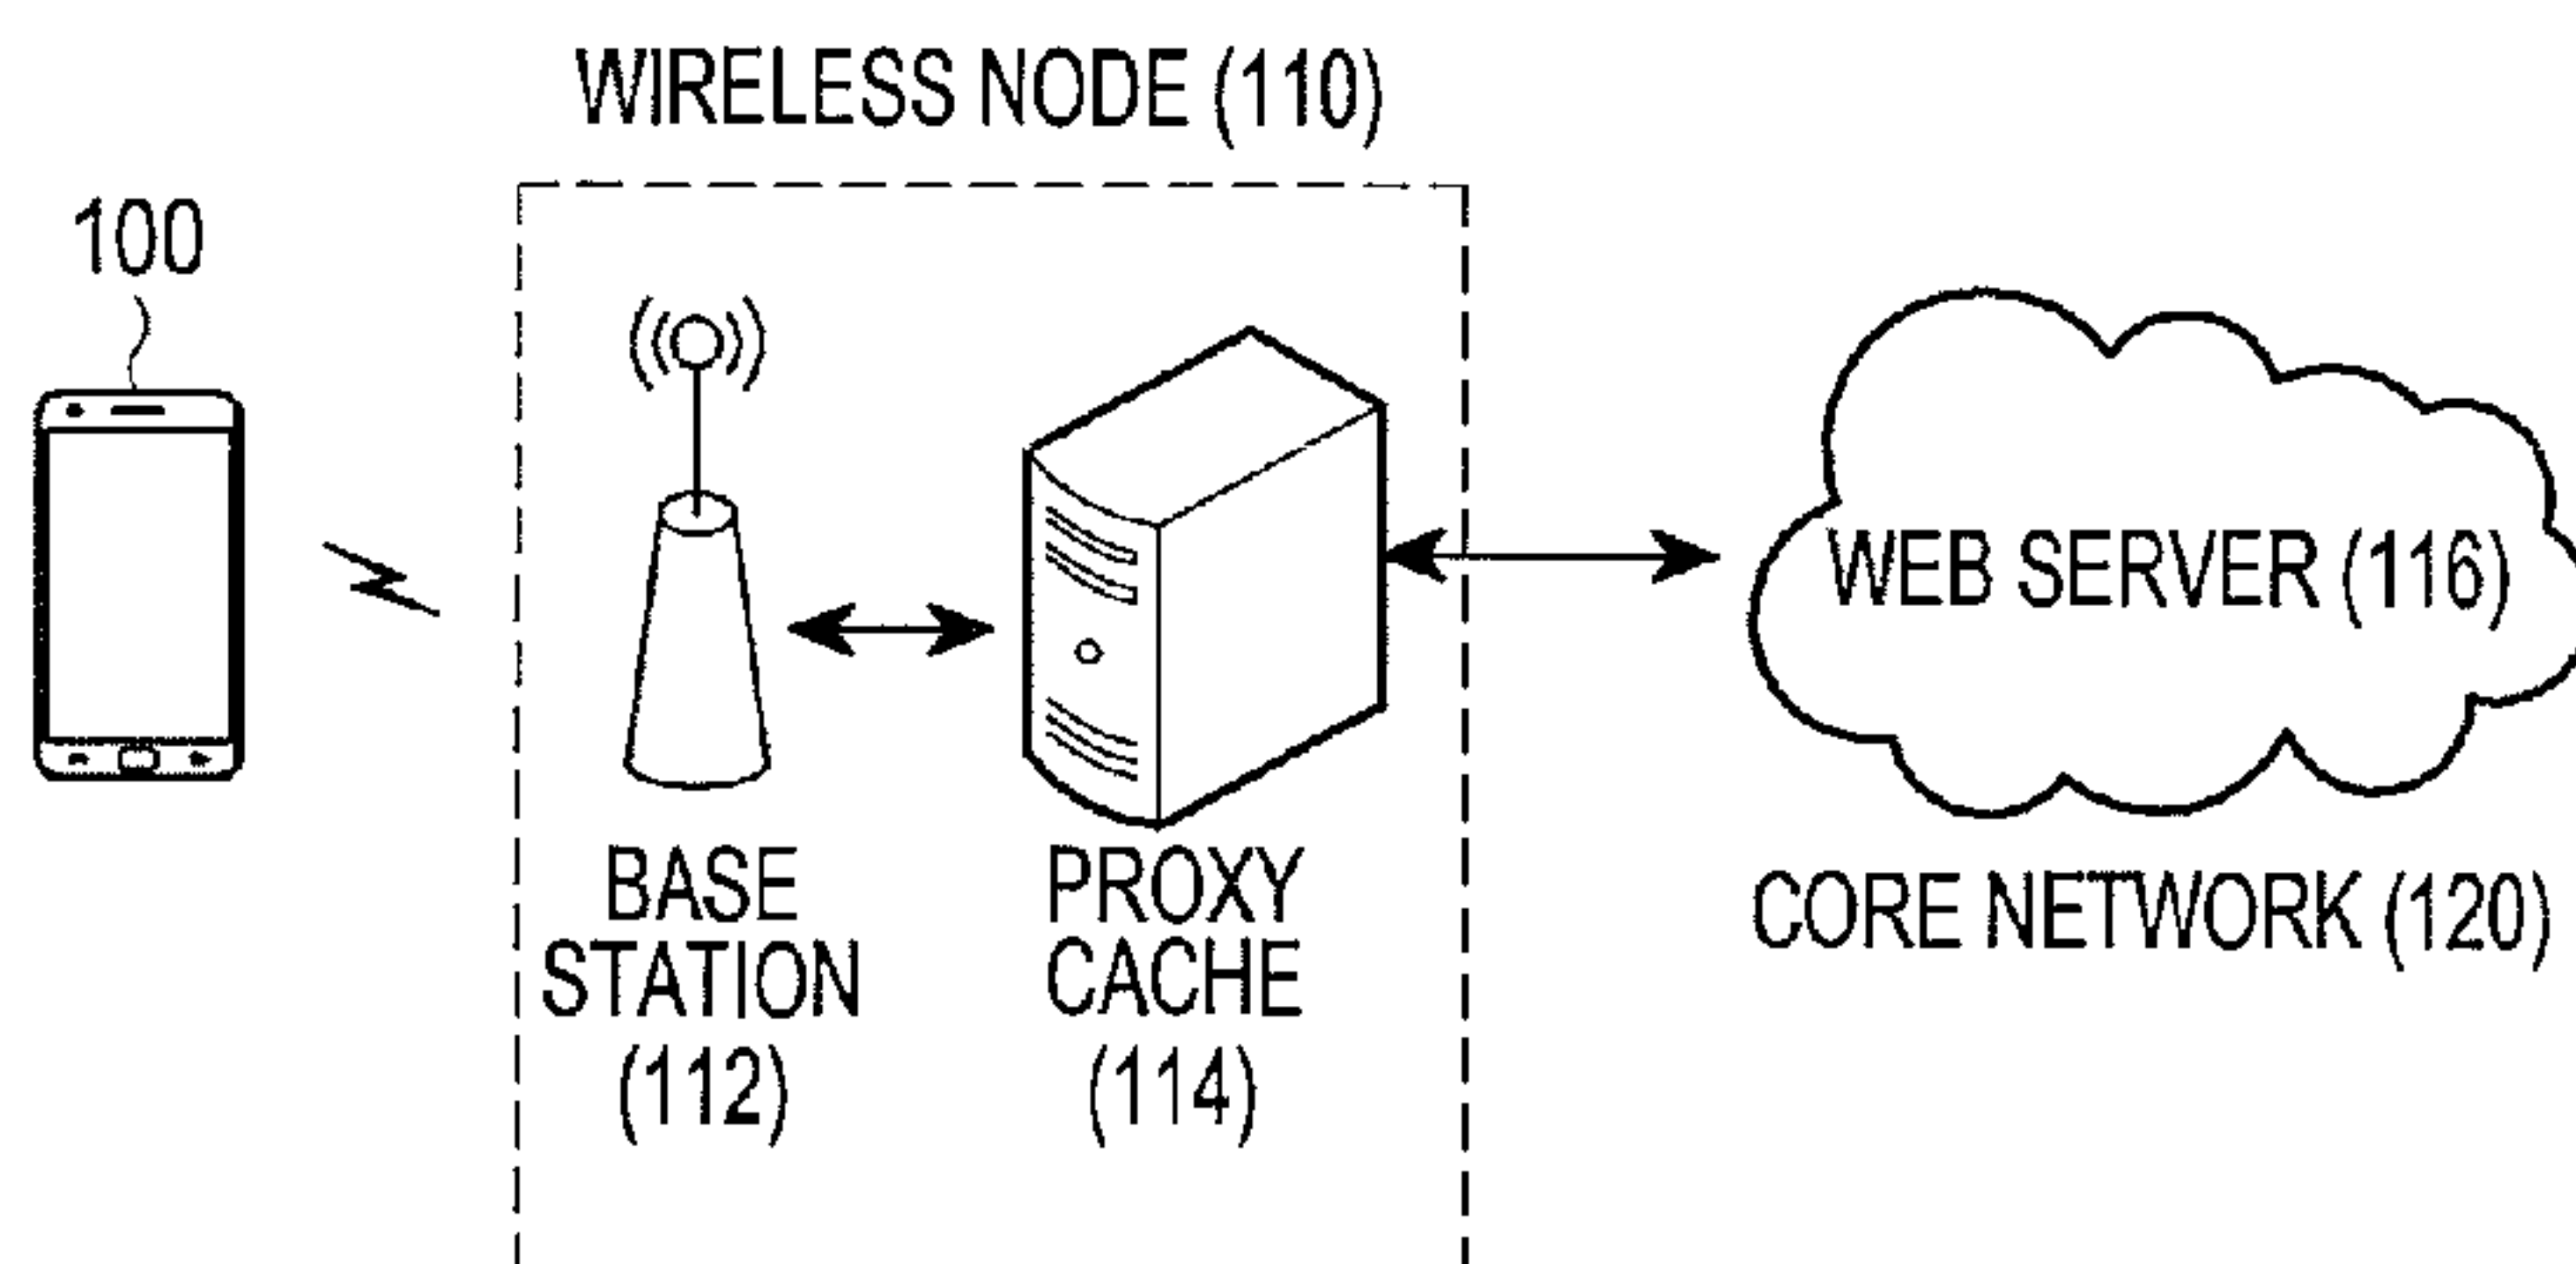 WIRELESS NODE (110)
100
WEB SERVER (116)
BASE
STATION
(112)
PROXY
CACHE
(114)
CORE NETWORK (120)